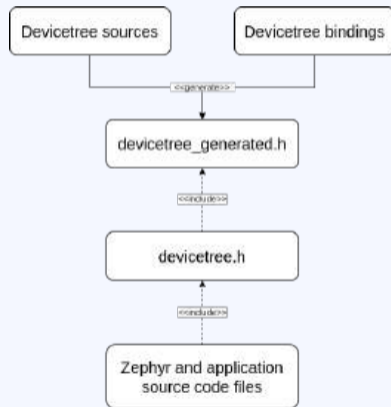 Devicetree sources
Devicetree bindings
<<generate>>
devicetree_generated.h
<<include>>
devicetree.h
<<include>>
Zephyr and application
source code files